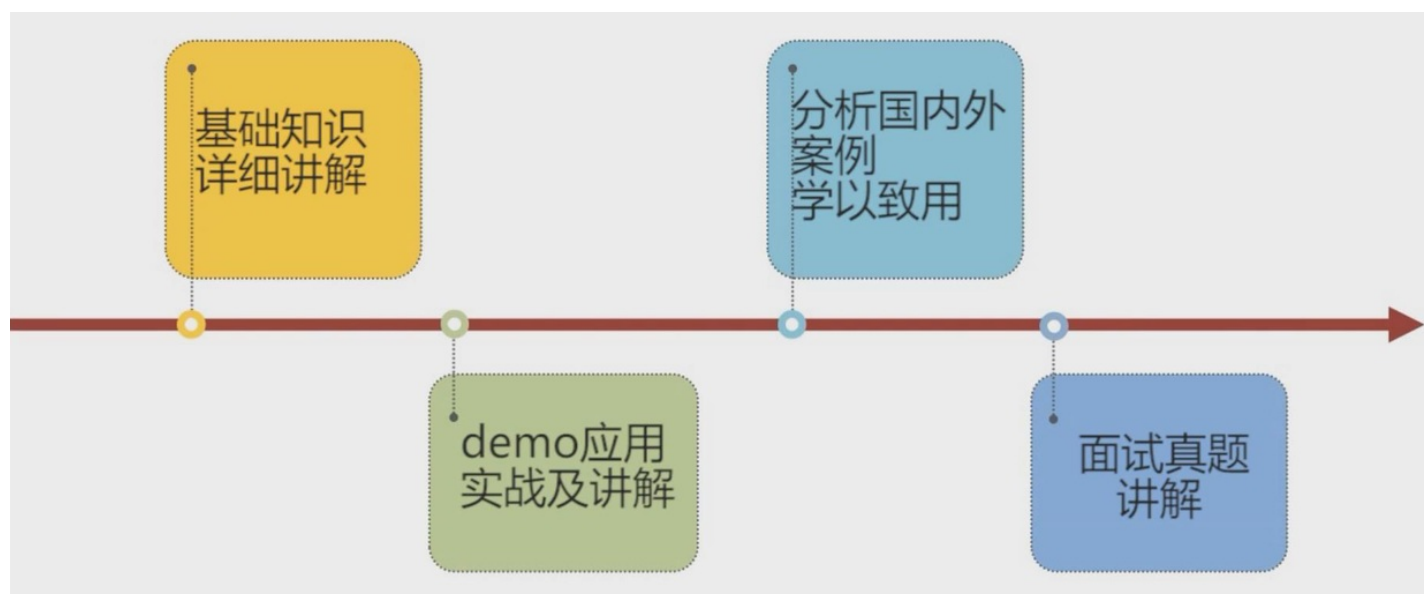 基础知识
详细讲解
demo应用
实战及讲解
分析国内外
案例
学以致用
面试真题
讲解